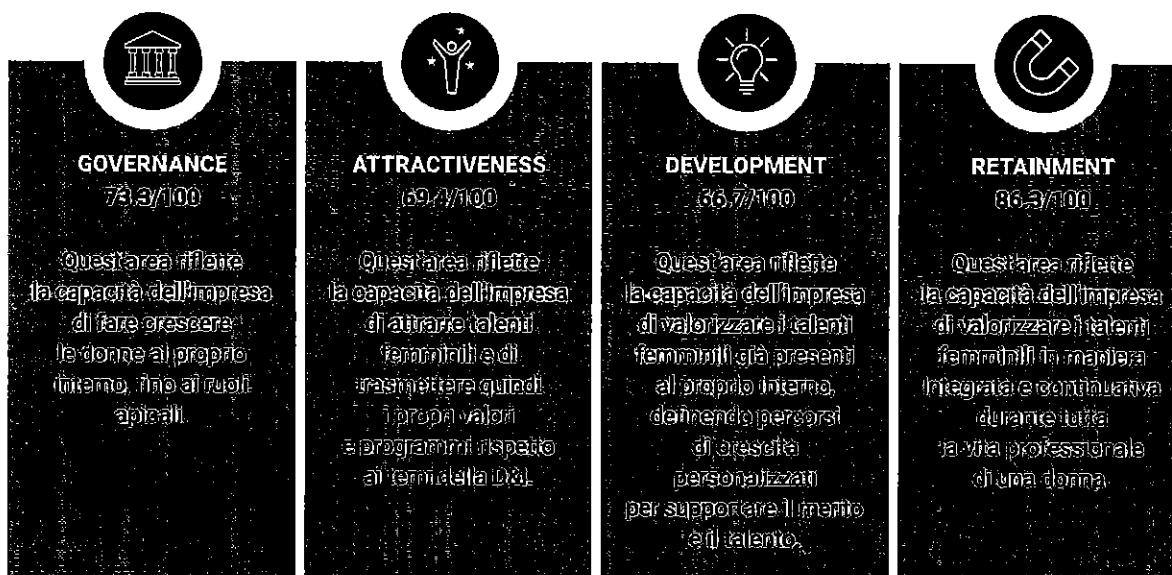 GOVERNANCE
73.3/100
Quest'area riflette
la capacità dell'impresa
di fare crescere
le donne al proprio
interno, fino ai ruoli
apicali.
ATTRACTIVENESS
69.4/100
Quest'area riflette
la capacità dell'impresa
di attrarre talenti
femminili e di
trasmettere quindi
i propri valori
e programmi rispetto
ai temi della D&I.
DEVELOPMENT
66.7/100
Quest'area riflette
la capacità dell'impresa
di valorizzare i talenti
femminili già presenti
al proprio interno,
definendo percorsi
di crescita
personalizzati
per supportare il merito
e il talento.
RETAINMENT
86.3/100
Quest'area riflette
la capacità dell'impresa
di valorizzare i talenti
femminili in maniera
integrata e continuativa
durante tutta
la vita professionale
di una donna